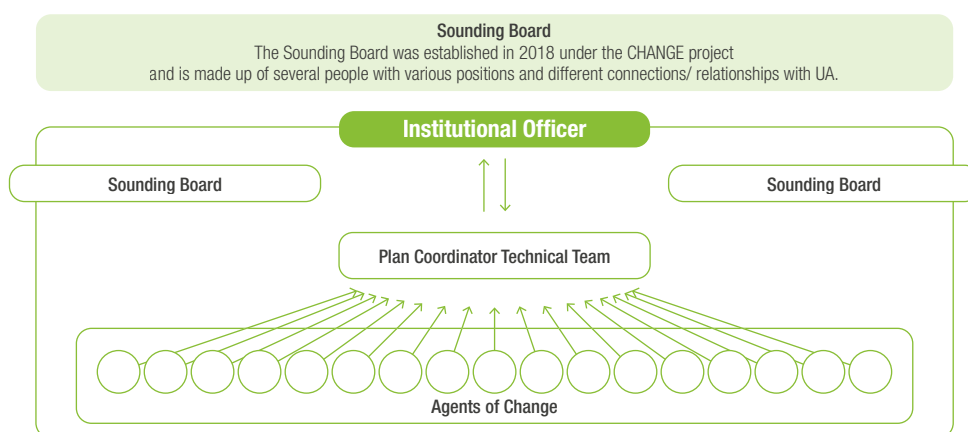 Sounding Board
The Sounding Board was established in 2018 under the CHANGE project
and is made up of several people with various positions and different connections/ relationships with UA.
Institutional Officer
Sounding Board
Sounding Board
Plan Coordinator Technical Team
Agents of Change